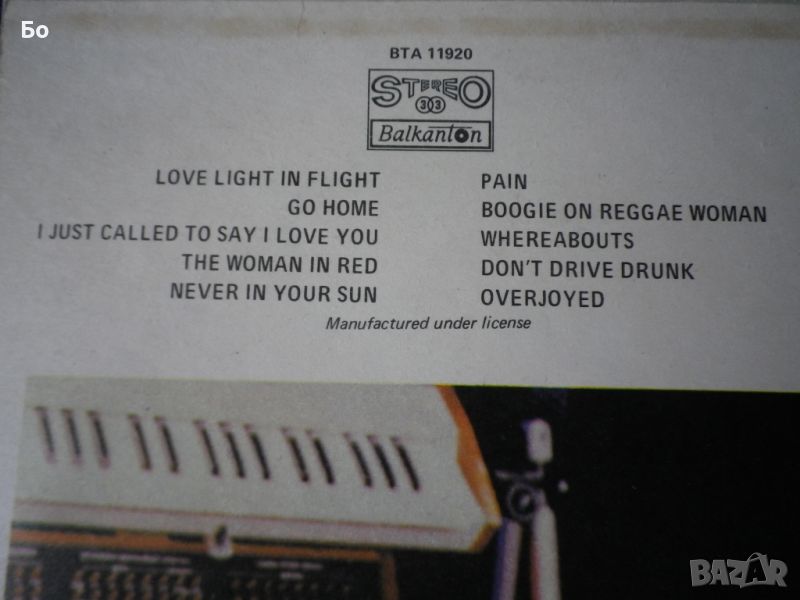 Бо
BTA 11920
STEREO
33
Balkanton
LOVE LIGHT IN FLIGHT
GO HOME
I JUST CALLED TO SAY I LOVE YOU
THE WOMAN IN RED
NEVER IN YOUR SUN
PAIN
BOOGIE ON REGGAE WOMAN
WHEREABOUTS
DON'T DRIVE DRUNK
OVERJOYED
Manufactured under license
BAZAR